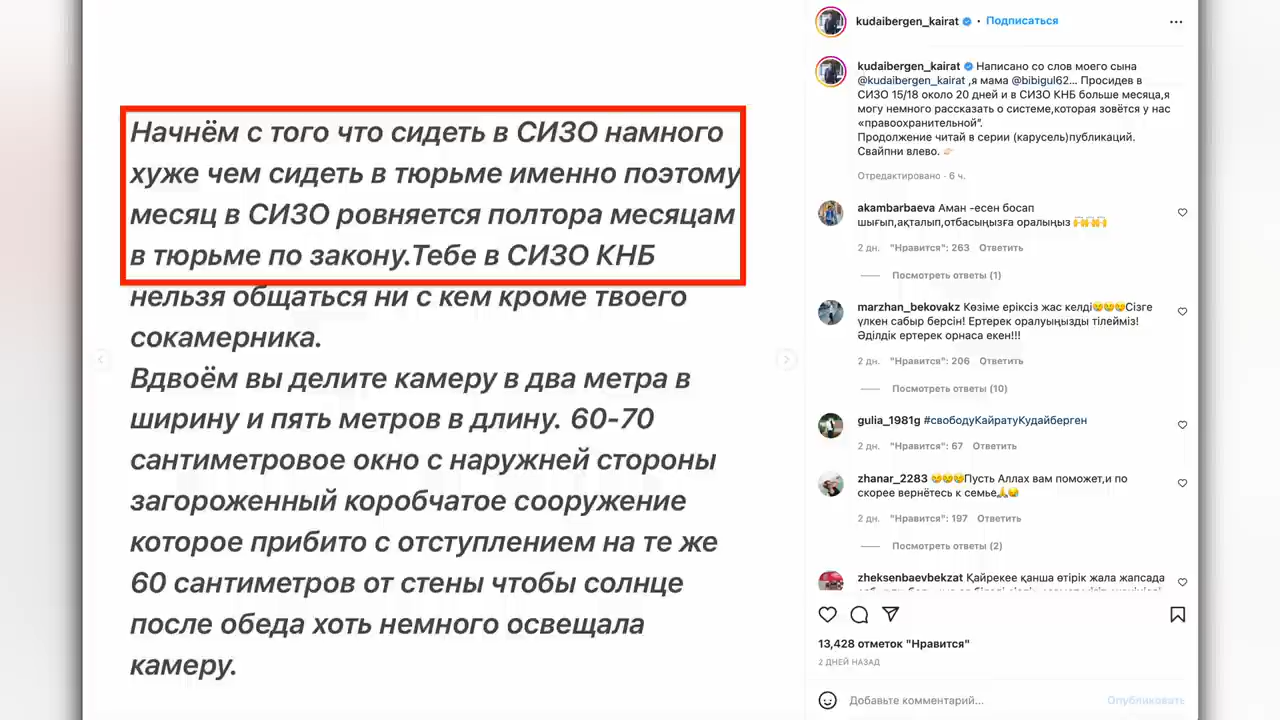 Начнём с того что сидеть в СИЗО намного
хуже чем сидеть в тюрьме именно поэтому
месяц в СИЗО ровняется полтора месяцам
в тюрьме по закону.Тебе в СИЗО КНБ
нельзя общаться ни с кем кроме твоего
сокамерника.
Вдвоём вы делите камеру в два метра в
ширину и пять метров в длину. 60-70
сантиметровое окно с наружней стороны
загороженный коробчатое сооружение
которое прибито с отступлением на те же
60 сантиметров от стены чтобы солнце
после обеда хоть немного освещала
камеру.
kudaibergen_kairat • Подписаться
kudaibergen_kairat Написано со слов моего сына
@kudaibergen_kairat ,я мама @bibigul62... Просидев в
СИЗО 15/18 около 20 дней и в СИЗО КНБ больше месяца,я
могу немного рассказать о системе,которая зовётся у нас
«правоохранительной".
Продолжение читай в серии (карусель)публикаций.
Свайпни влево. 👉🏻
Отредактировано · 6 ч.
akambarbaeva Аман -есен босап
шығып,ақталып,отбасыңызға оралыңыз 🙌🙌🙌
2 дн. "Нравится": 263 Ответить
Посмотреть ответы (1)
marzhan_bekovakz Көзіме еріксіз жас келді😢😢😢Сізге
үлкен сабыр берсін! Ертерек оралуыңызды тілейміз!
Әділдік ертерек орнаса екен!!!
2 дн. "Нравится": 206 Ответить
Посмотреть ответы (10)
gulia_1981g #свободуКайратуКудайберген
2 дн. "Нравится": 67 Ответить
zhanar_2283 😢😢😢Пусть Аллах вам поможет,и по
скорее вернётесь к семье🙏😢
2 дн. "Нравится": 197 Ответить
Посмотреть ответы (2)
zheksenbaevbekzat Қайрекее қанша өтірік жала жапсада
13,428 отметок "Нравится"
2 ДНЕЙ НАЗАД
Добавьте комментарий...
Опубликовать